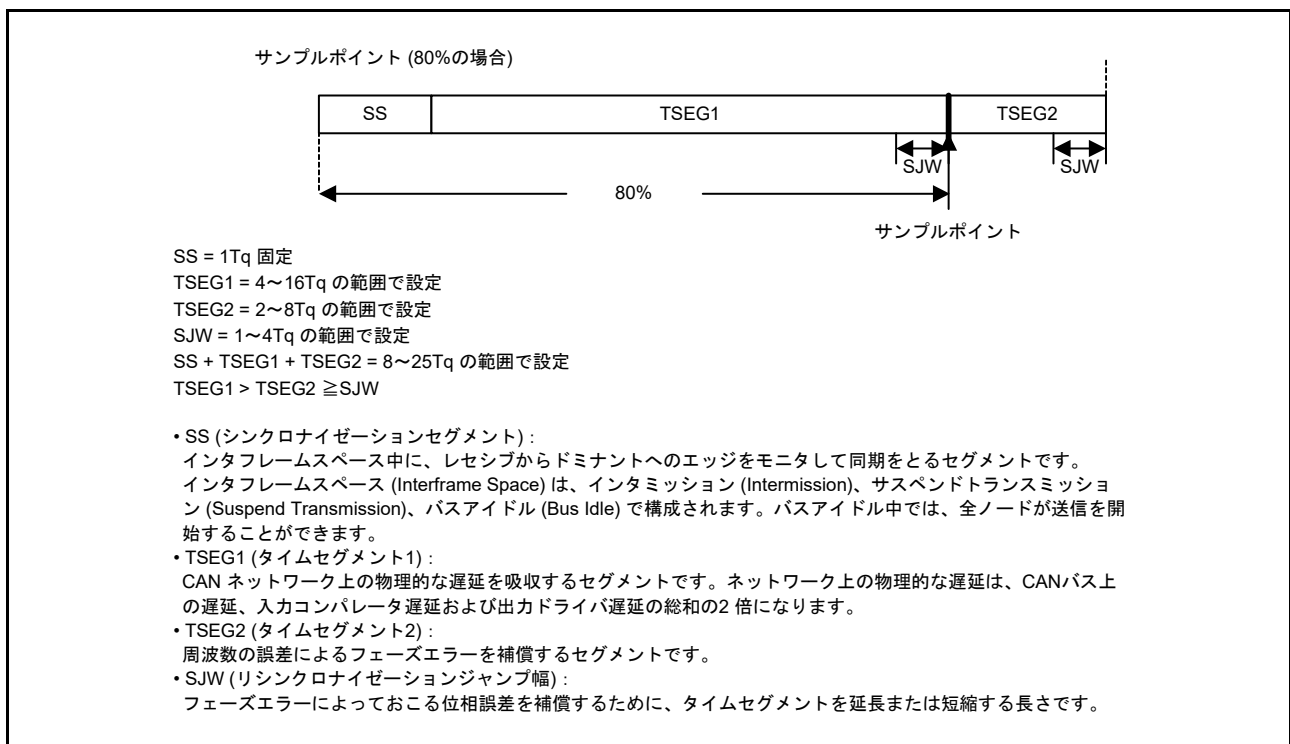 サンプルポイント (80%の場合)
SS
TSEG1
TSEG2
SJW
SJW
80%
サンプルポイント
SS = 1Tq 固定
TSEG1 = 4～16Tq の範囲で設定
TSEG2 = 2～8Tq の範囲で設定
SJW = 1～4Tq の範囲で設定
SS + TSEG1 + TSEG2 = 8～25Tq の範囲で設定
TSEG1 > TSEG2 ≧SJW
• SS (シンクロナイゼーションセグメント) :
インタフレームスペース中に、レセシブからドミナントへのエッジをモニタして同期をとるセグメントです。
インタフレームスペース (Interframe Space) は、インタミッション (Intermission)、サスペンドトランスミッショ
ン (Suspend Transmission)、バスアイドル (Bus Idle) で構成されます。バスアイドル中では、全ノードが送信を開
始することができます。
• TSEG1 (タイムセグメント1) :
CAN ネットワーク上の物理的な遅延を吸収するセグメントです。ネットワーク上の物理的な遅延は、CANバス上
の遅延、入力コンパレータ遅延および出力ドライバ遅延の総和の2 倍になります。
• TSEG2 (タイムセグメント2) :
周波数の誤差によるフェーズエラーを補償するセグメントです。
• SJW (リシンクロナイゼーションジャンプ幅) :
フェーズエラーによっておこる位相誤差を補償するために、タイムセグメントを延長または短縮する長さです。